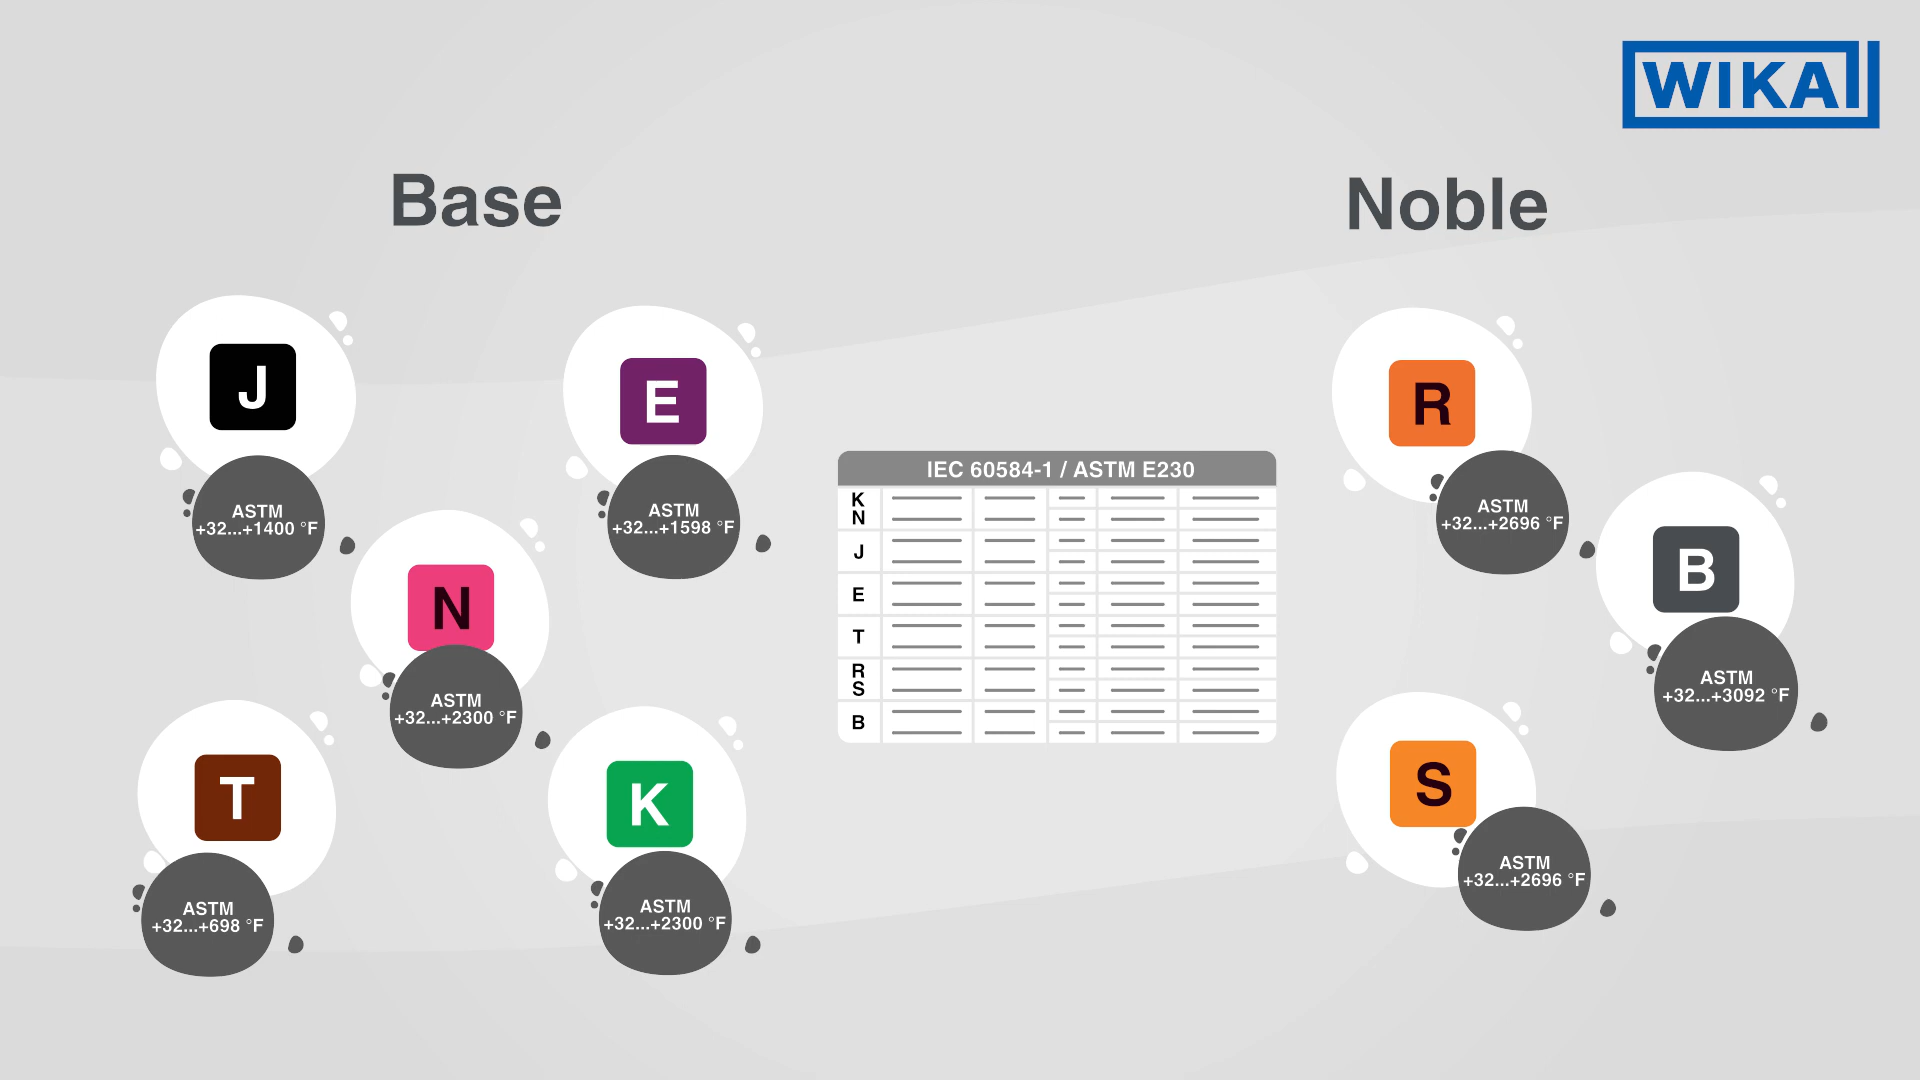 WIKA
Base
Noble
J
ASTM
+32...+1400 °F
E
ASTM
+32...+1598 °F
N
ASTM
+32...+2300 °F
T
ASTM
+32...+698 °F
K
ASTM
+32...+2300 °F
IEC 60584-1 / ASTM E230
K
N
J
E
T
R
S
B
R
ASTM
+32...+2696 °F
B
ASTM
+32...+3092 °F
S
ASTM
+32...+2696 °F